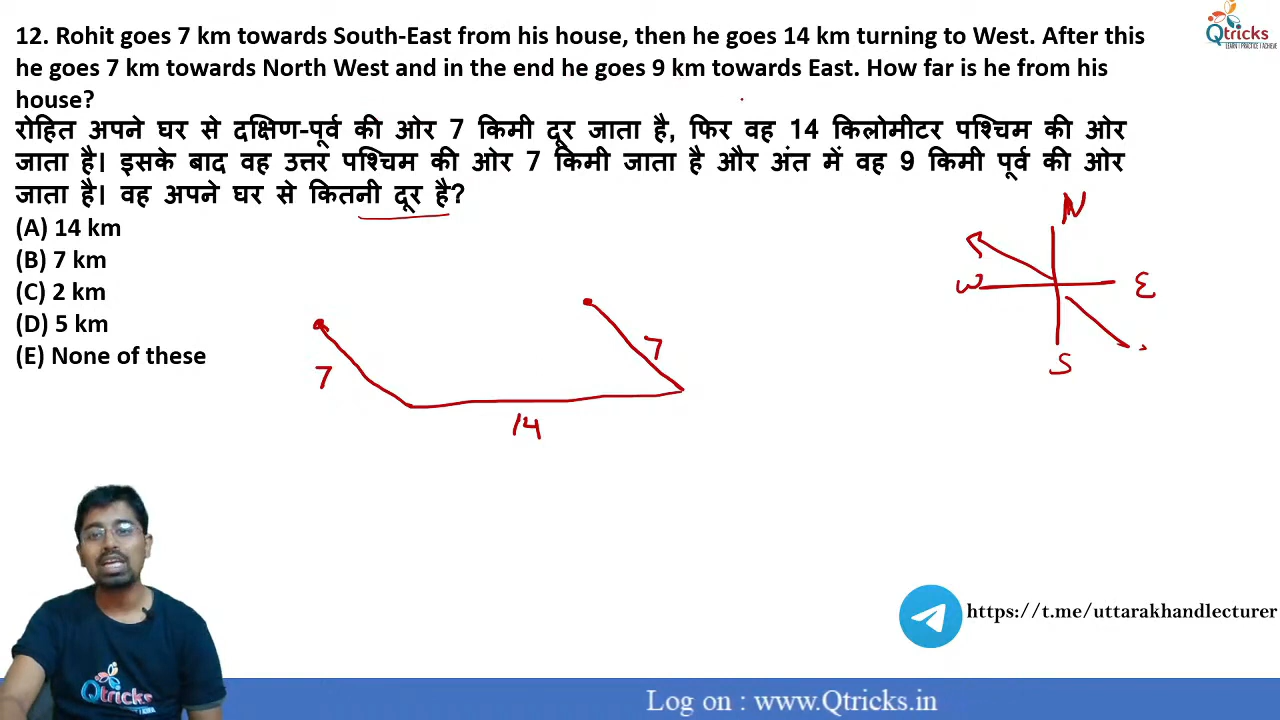 12. Rohit goes 7 km towards South-East from his house, then he goes 14 km turning to West. After this
he goes 7 km towards North West and in the end he goes 9 km towards East. How far is he from his
house?
रोहित अपने घर से दक्षिण-पूर्व की ओर 7 किमी दूर जाता है, फिर वह 14 किलोमीटर पश्चिम की ओर
जाता है। इसके बाद वह उत्तर पश्चिम की ओर 7 किमी जाता है और अंत में वह 9 किमी पूर्व की ओर
जाता है। वह अपने घर से कितनी दूर है?
(A) 14 km
(B) 7 km
(C) 2 km
(D) 5 km
(E) None of these
Qtricks
LEARN | PRACTICE | ACHIEVE
N
W
E
S
7
7
14
Qtricks
https://t.me/uttarakhandlecturer
Log on : www.Qtricks.in